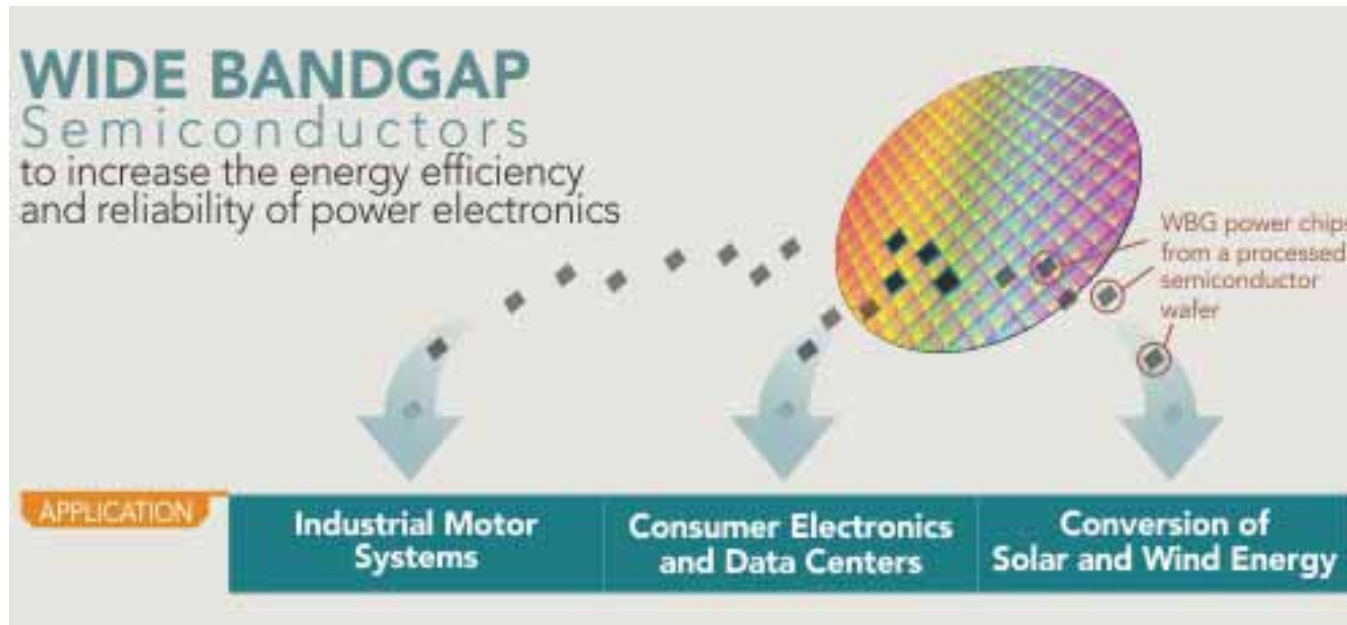 WIDE BANDGAP
Semiconductors
to increase the energy efficiency
and reliability of power electronics
WBG power chips
from a processed
semiconductor
wafer
APPLICATION
Industrial Motor
Systems
Consumer Electronics
and Data Centers
Conversion of
Solar and Wind Energy